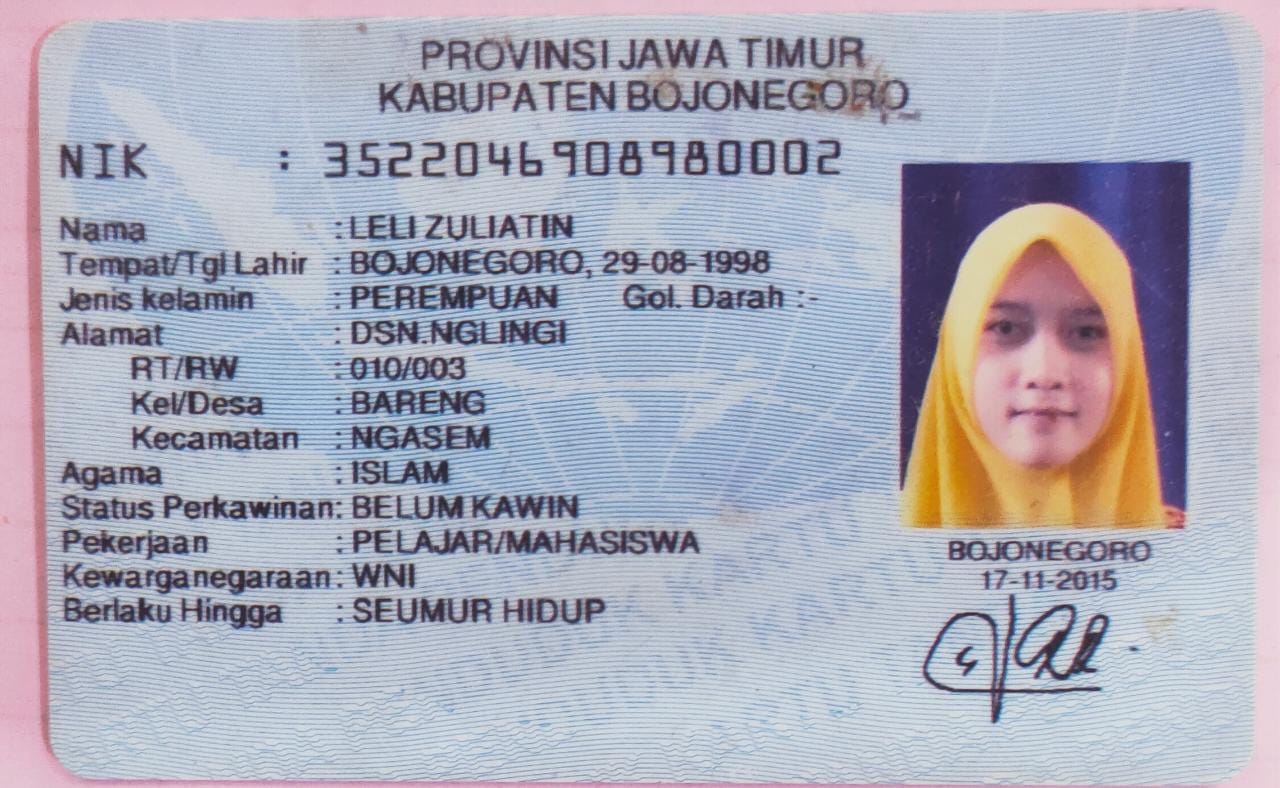 PROVINSI JAWA TIMUR
KABUPATEN BOJONEGORO
NIK : 3522046908980002
Nama : LELI ZULIATIN
Tempat/Tgl Lahir : BOJONEGORO, 29-08-1998
Jenis kelamin : PEREMPUAN Gol. Darah :-
Alamat : DSN.NGLINGI
RT/RW : 010/003
Kel/Desa : BARENG
Kecamatan : NGASEM
Agama : ISLAM
Status Perkawinan: BELUM KAWIN
Pekerjaan : PELAJAR/MAHASISWA
Kewarganegaraan: WNI
Berlaku Hingga : SEUMUR HIDUP
BOJONEGORO
17-11-2015